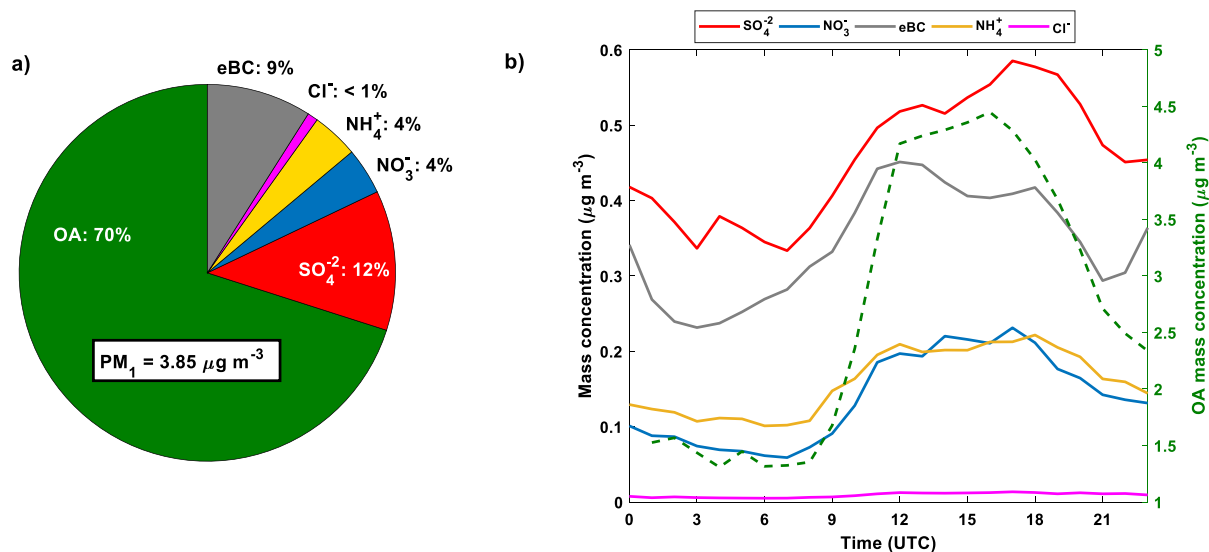 a)
eBC: 9%
Cl⁻: < 1%
NH₄⁺: 4%
NO₃⁻: 4%
OA: 70%
SO₄⁻²: 12%
PM₁ = 3.85 μg m⁻³
b)
SO₄⁻² NO₃⁻ eBC NH₄⁺ Cl⁻
Mass concentration (μg m⁻³)
0.6
0.5
0.4
0.3
0.2
0.1
0
0 3 6 9 12 15 18 21
Time (UTC)
5
4.5
4
3.5
3
2.5
2
1.5
1
OA mass concentration (μg m⁻³)